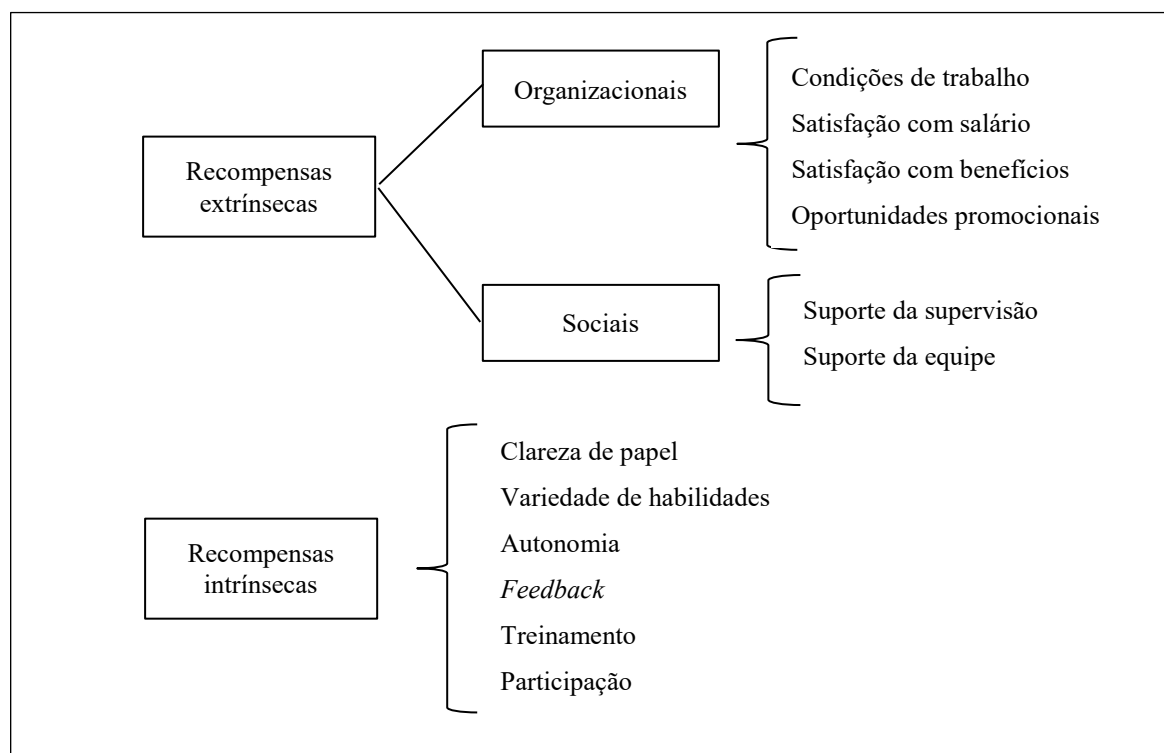 Organizacionais
Condições de trabalho
Satisfação com salário
Satisfação com benefícios
Oportunidades promocionais
Recompensas
extrínsecas
Sociais
Suporte da supervisão
Suporte da equipe
Recompensas
intrínsecas
Clareza de papel
Variedade de habilidades
Autonomia
Feedback
Treinamento
Participação